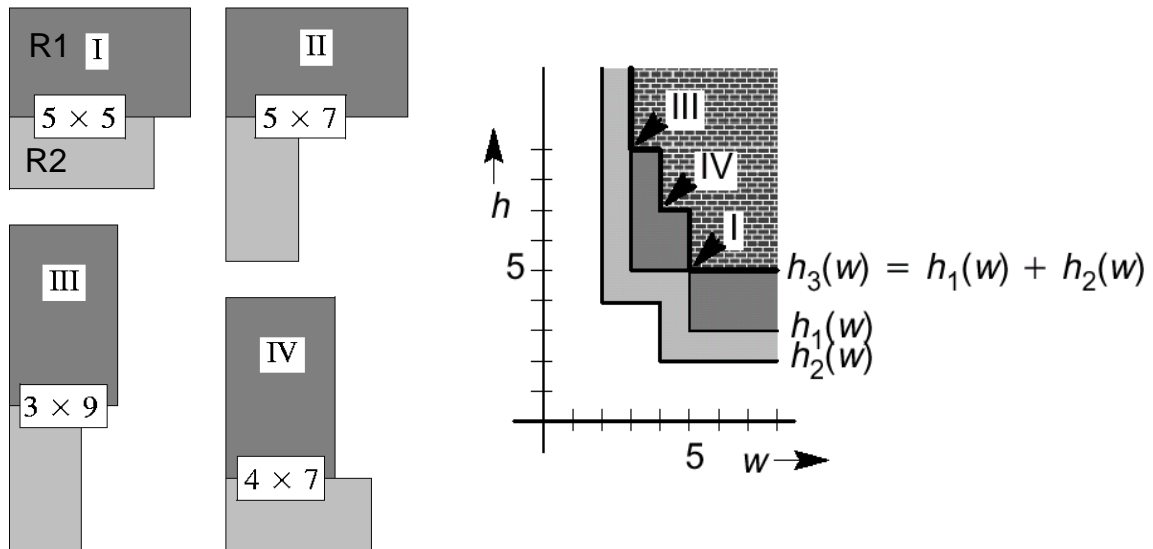 R1 I
5 × 5
R2
II
5 × 7
III
3 × 9
IV
4 × 7
III
IV
h
I
5
h3(w) = h1(w) + h2(w)
h1(w)
h2(w)
5 w